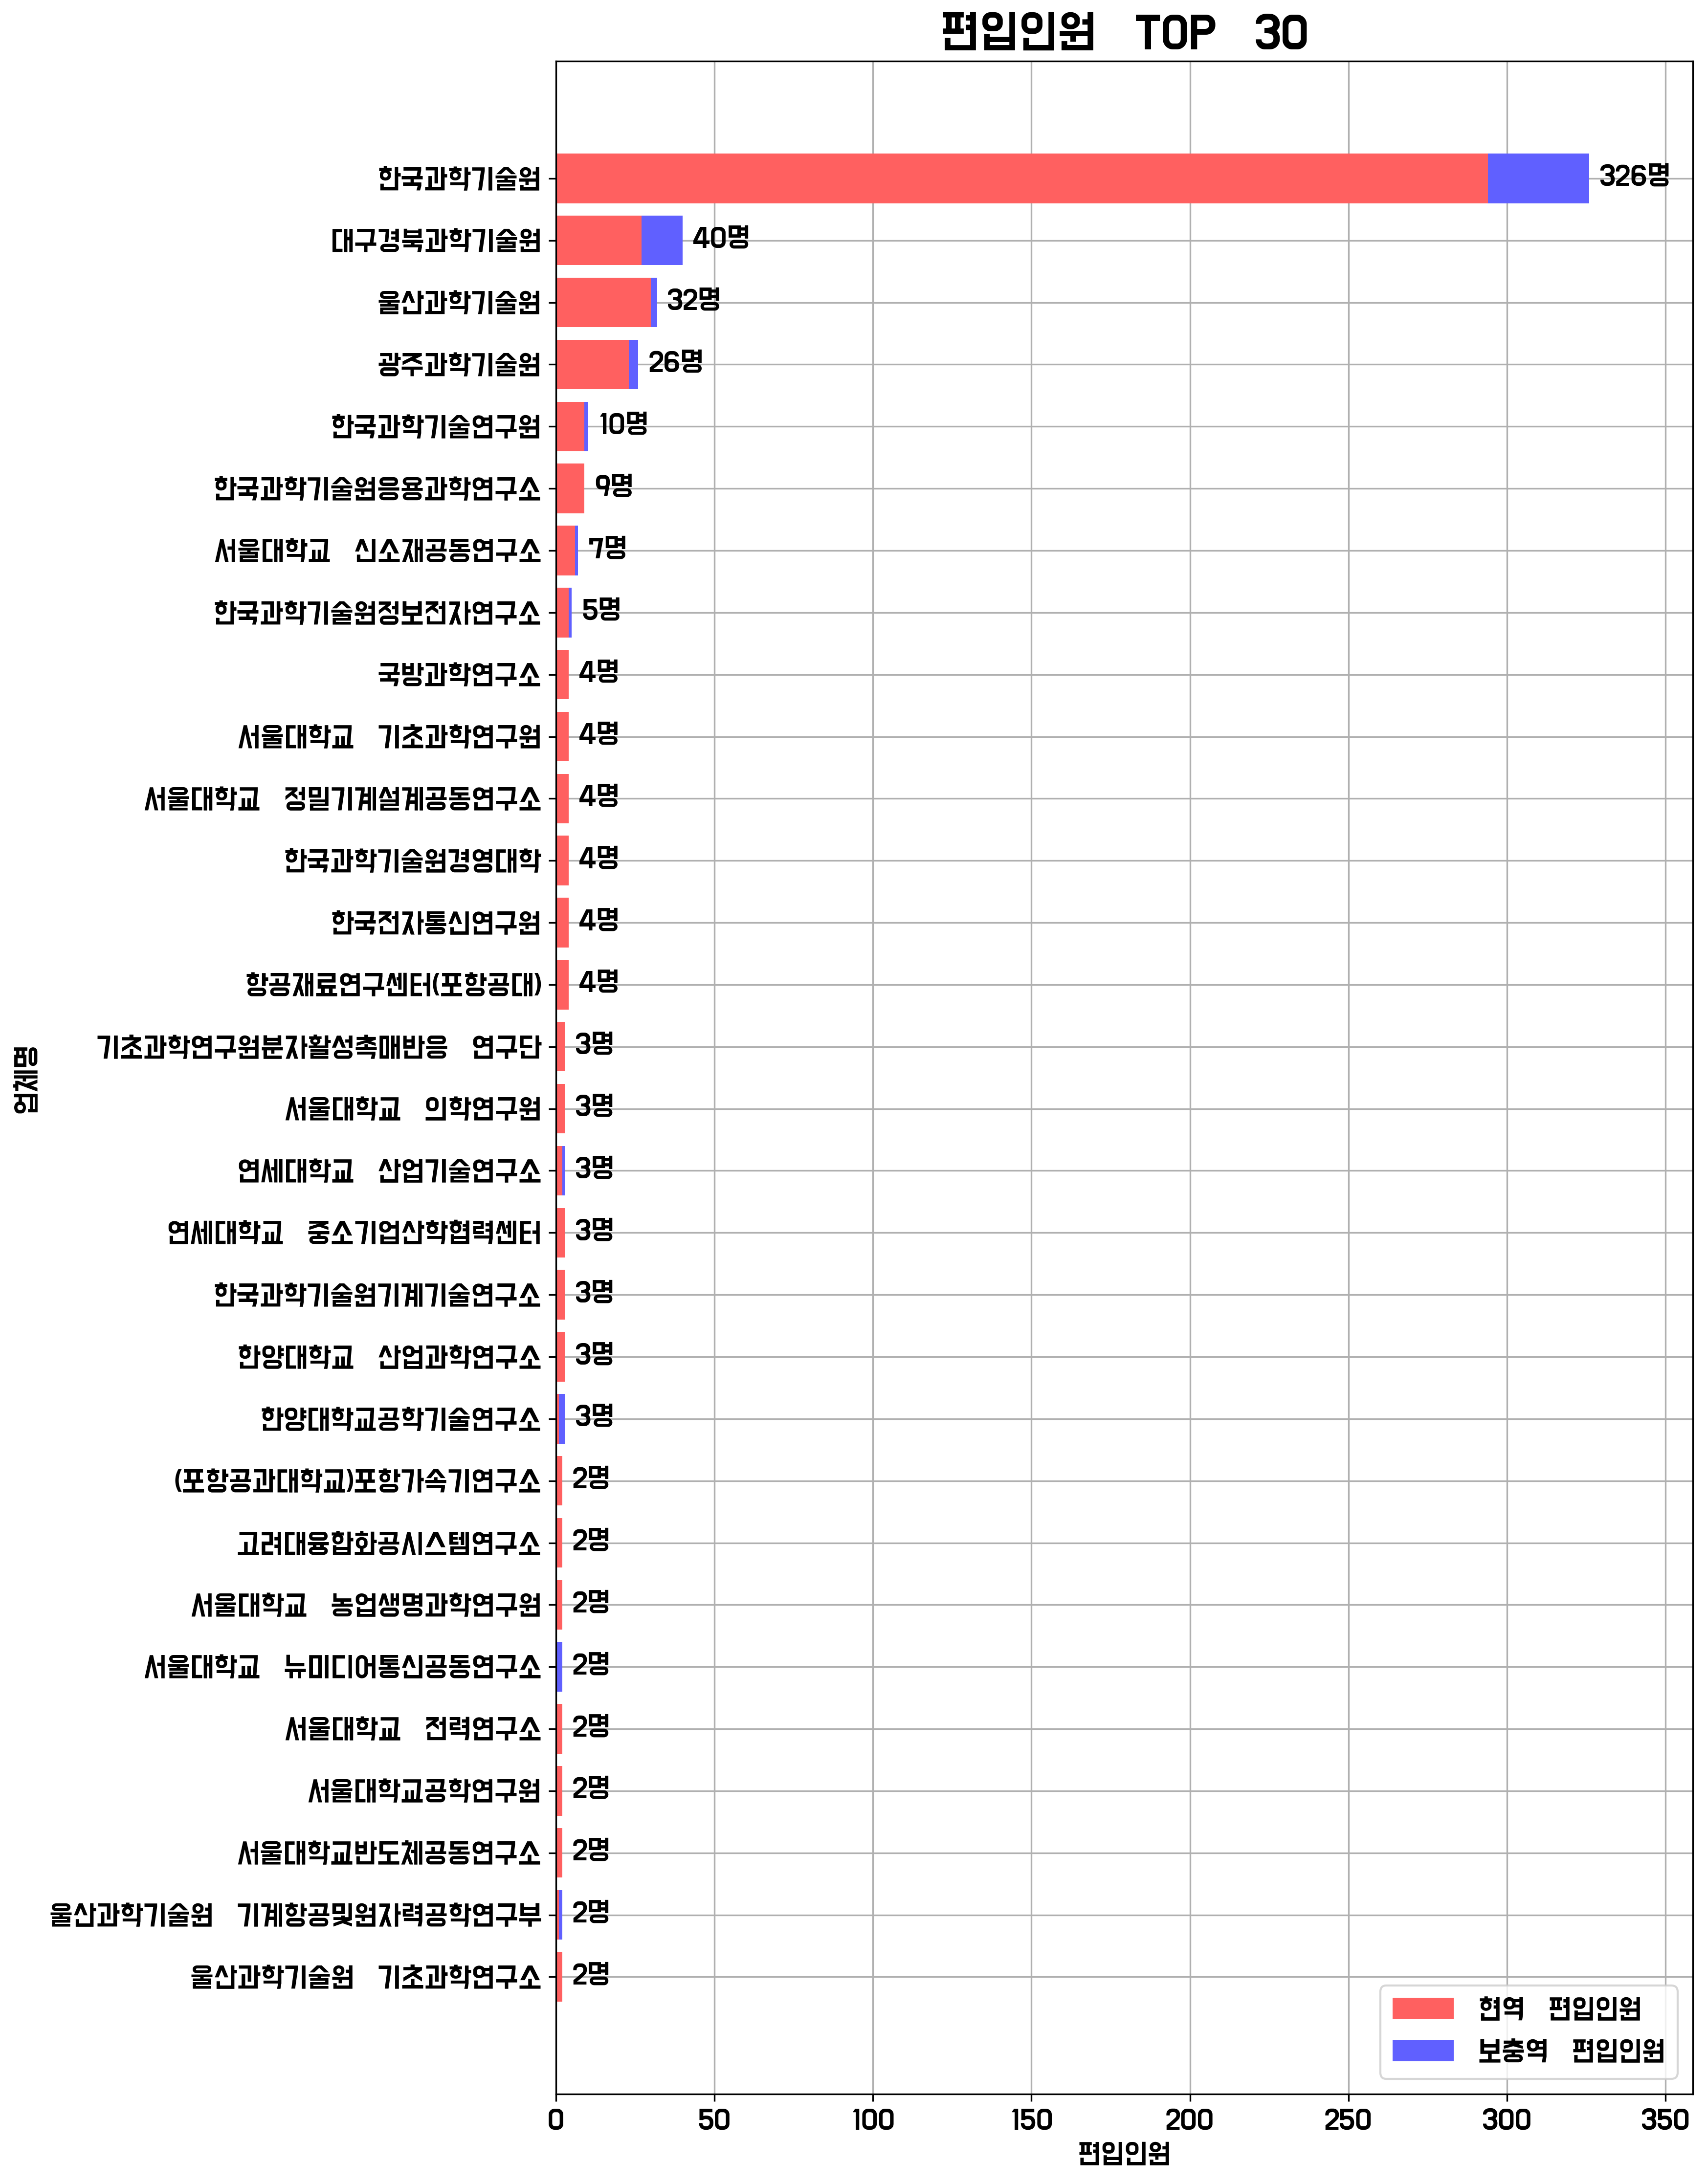 편입인원 TOP 30
한국과학기술원 326명
대구경북과학기술원 40명
울산과학기술원 32명
광주과학기술원 26명
한국과학기술연구원 10명
한국과학기술원응용과학연구소 9명
서울대학교 신소재공동연구소 7명
한국과학기술원정보전자연구소 5명
국방과학연구소 4명
서울대학교 기초과학연구원 4명
서울대학교 정밀기계설계공동연구소 4명
한국과학기술원경영대학 4명
한국전자통신연구원 4명
항공재료연구센터(포항공대) 4명
기초과학연구원분자활성촉매반응 연구단 3명
서울대학교 의학연구원 3명
연세대학교 산업기술연구소 3명
연세대학교 중소기업산학협력센터 3명
한국과학기술원기계기술연구소 3명
한양대학교 산업과학연구소 3명
한양대학교공학기술연구소 3명
(포항공과대학교)포항가속기연구소 2명
고려대융합화공시스템연구소 2명
서울대학교 농업생명과학연구원 2명
서울대학교 뉴미디어통신공동연구소 2명
서울대학교 전력연구소 2명
서울대학교공학연구원 2명
서울대학교반도체공동연구소 2명
울산과학기술원 기계항공및원자력공학연구부 2명
울산과학기술원 기초과학연구소 2명
업체명
현역 편입인원
보충역 편입인원
0 50 100 150 200 250 300 350
편입인원